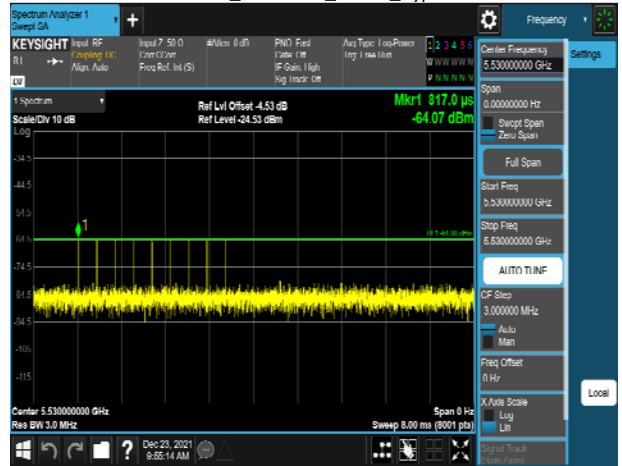 Spectrum Analyzer 1
Swept SA
+
Frequency
KEYSIGHT
Input: RF
Coupling: DC
Align: Auto
Input Z: 50 Ω
Corr CCorr
Freq Ref: Int (S)
#Atten: 0 dB
PNO: Fast
Gate: Off
IF Gain: High
Sig Track: Off
Avg Type: Log-Power
Trig: Free Run
1 2 3 4 5 6
W W W W W W
P N N N N N
1 Spectrum
Scale/Div 10 dB
Log
Ref Lvl Offset -4.53 dB
Ref Level -24.53 dBm
Mkr1 817.0 µs
-64.07 dBm
-34.5
-44.5
-54.5
-64.5
-74.5
-84.5
-94.5
-105
-115
1
Center 5.530000000 GHz
Res BW 3.0 MHz
Span 0 Hz
Sweep 8.00 ms (8001 pts)
?
Dec 23, 2021
9:55:14 AM
Center Frequency
5.530000000 GHz
Settings
Span
0.00000000 Hz
Swept Span
Zero Span
Full Span
Start Freq
5.530000000 GHz
Stop Freq
5.530000000 GHz
AUTO TUNE
CF Step
3.000000 MHz
Auto
Man
Freq Offset
0 Hz
X Axis Scale
Log
Lin
Local
Signal Track
(Span Zoom)